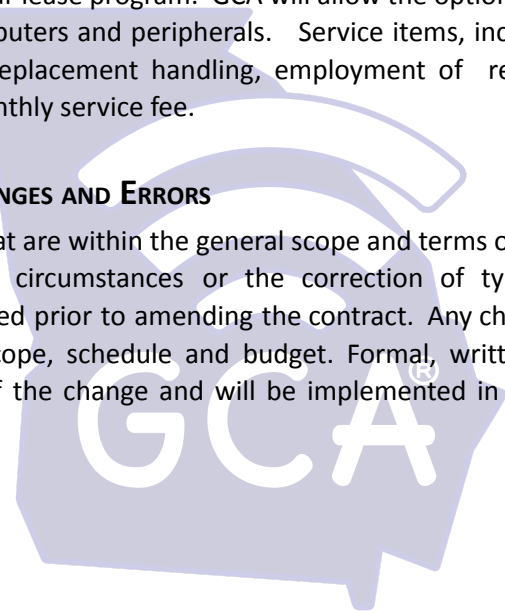 lease program. GCA will allow the option
puters and peripherals. Service items, inc
eplacement handling, employment of re
nthly service fee.
NGES AND ERRORS
at are within the general scope and terms o
circumstances or the correction of ty
ed prior to amending the contract. Any ch
cope, schedule and budget. Formal, writt
f the change and will be implemented in
GCA®